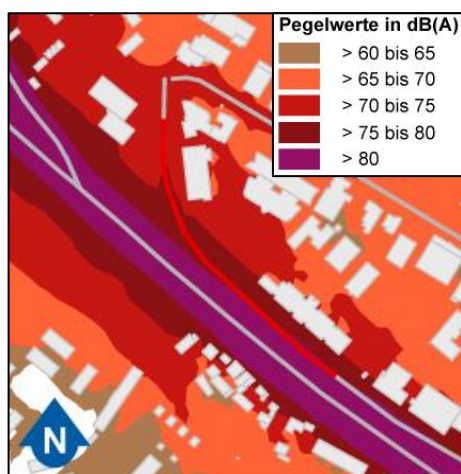 Pegelwerte in dB(A)
> 60 bis 65
> 65 bis 70
> 70 bis 75
> 75 bis 80
> 80
N